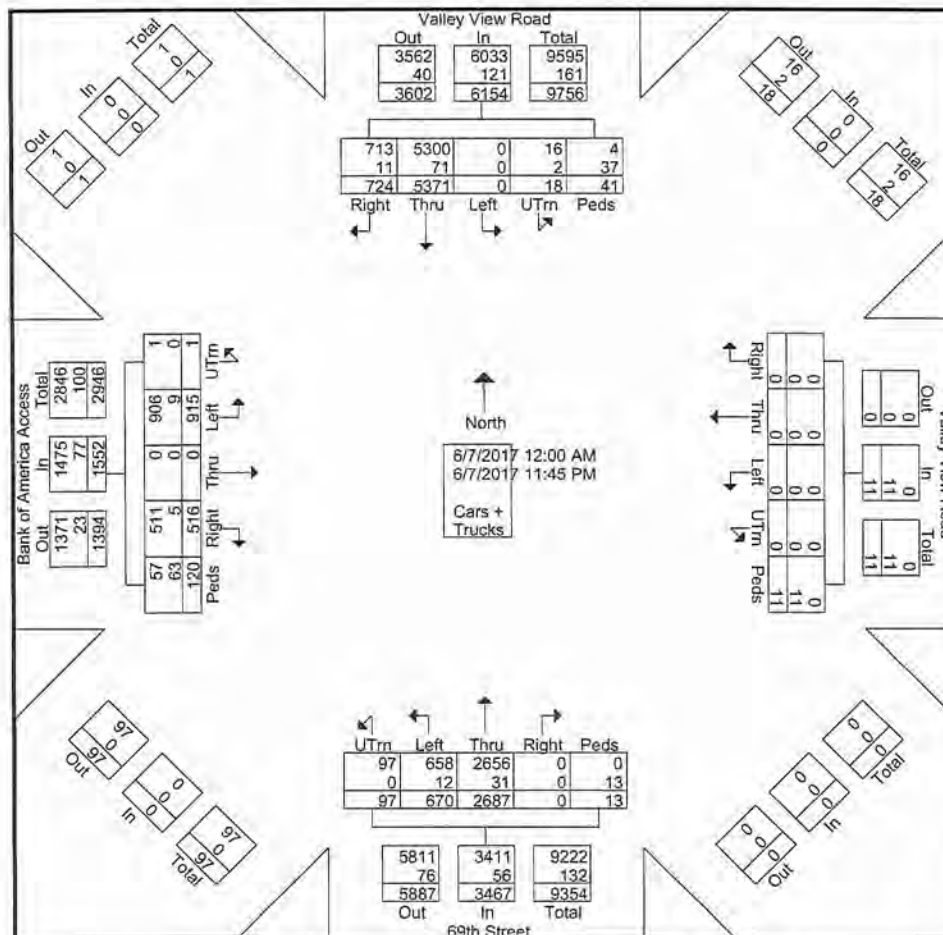 Valley View Road
Out In Total
3562 6033 9595
40 121 161
3602 6154 9756
713 5300 0 16 4
11 71 0 2 37
724 5371 0 18 41
Right Thru Left UTrn Peds
Total
1
0
1
In
0
0
0
Out
1
0
1
Out
16
2
18
In
0
0
0
Total
16
2
18
Bank of America Access
Total In Out
2846 1475 1371
100 77 23
2946 1552 1394
1 906 0 511 57
0 9 0 5 63
1 915 0 516 120
UTrn Left Thru Right Peds
North
6/7/2017 12:00 AM
6/7/2017 11:45 PM
Cars +
Trucks
Right Thru Left UTrn Peds
0 0 0 0 11
0 0 0 0 11
0 0 0 0 0
Out In Total
0 11 11
0 11 11
0 0 0
97
0
97
Out
0
0
0
In
97
0
97
Total
0
0
0
Total
0
0
0
In
0
0
0
Out
UTrn Left Thru Right Peds
97 658 2656 0 0
0 12 31 0 13
97 670 2687 0 13
5811 3411 9222
76 56 132
5887 3467 9354
Out In Total
69th Street